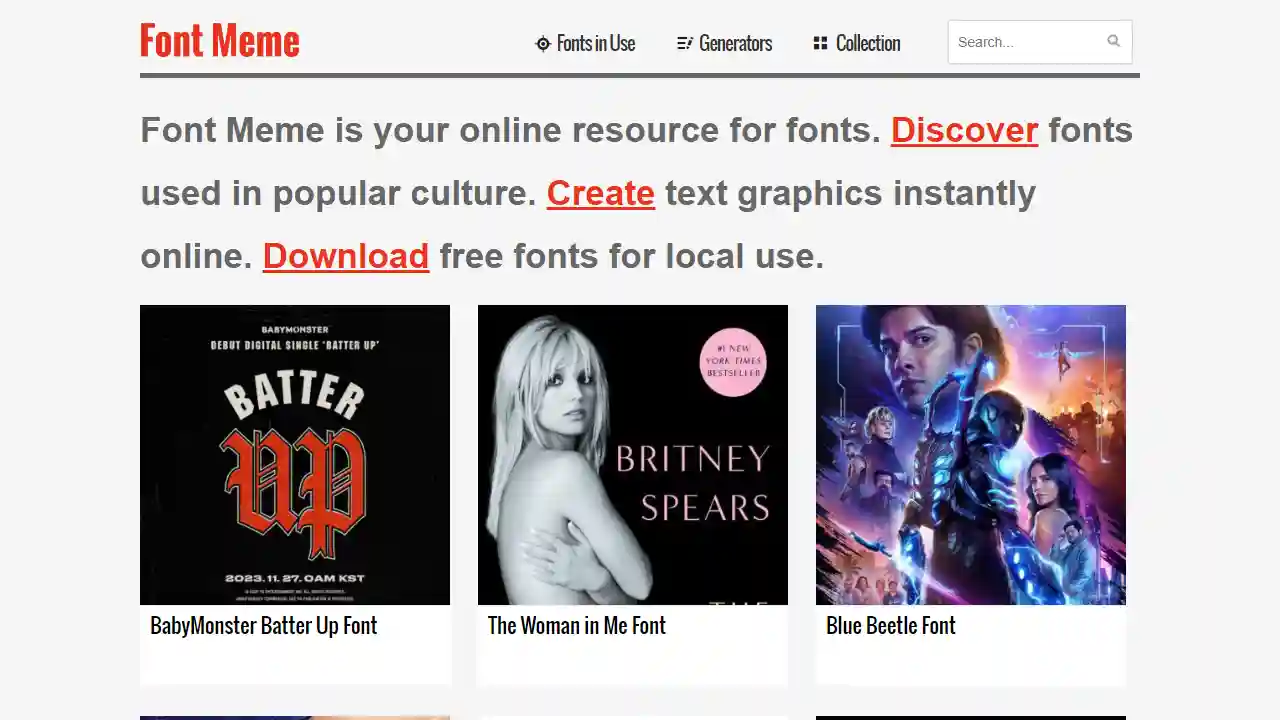 Font Meme
Fonts in Use
Generators
Collection
Search...
Font Meme is your online resource for fonts. Discover fonts
used in popular culture. Create text graphics instantly
online. Download free fonts for local use.
BABYMONSTER
DEBUT DIGITAL SINGLE 'BATTER UP'
BATTER
UP
2023. 11. 27. 0AM KST
#1 NEW
YORK TIMES
BESTSELLER
BRITNEY
SPEARS
THE
BabyMonster Batter Up Font
The Woman in Me Font
Blue Beetle Font